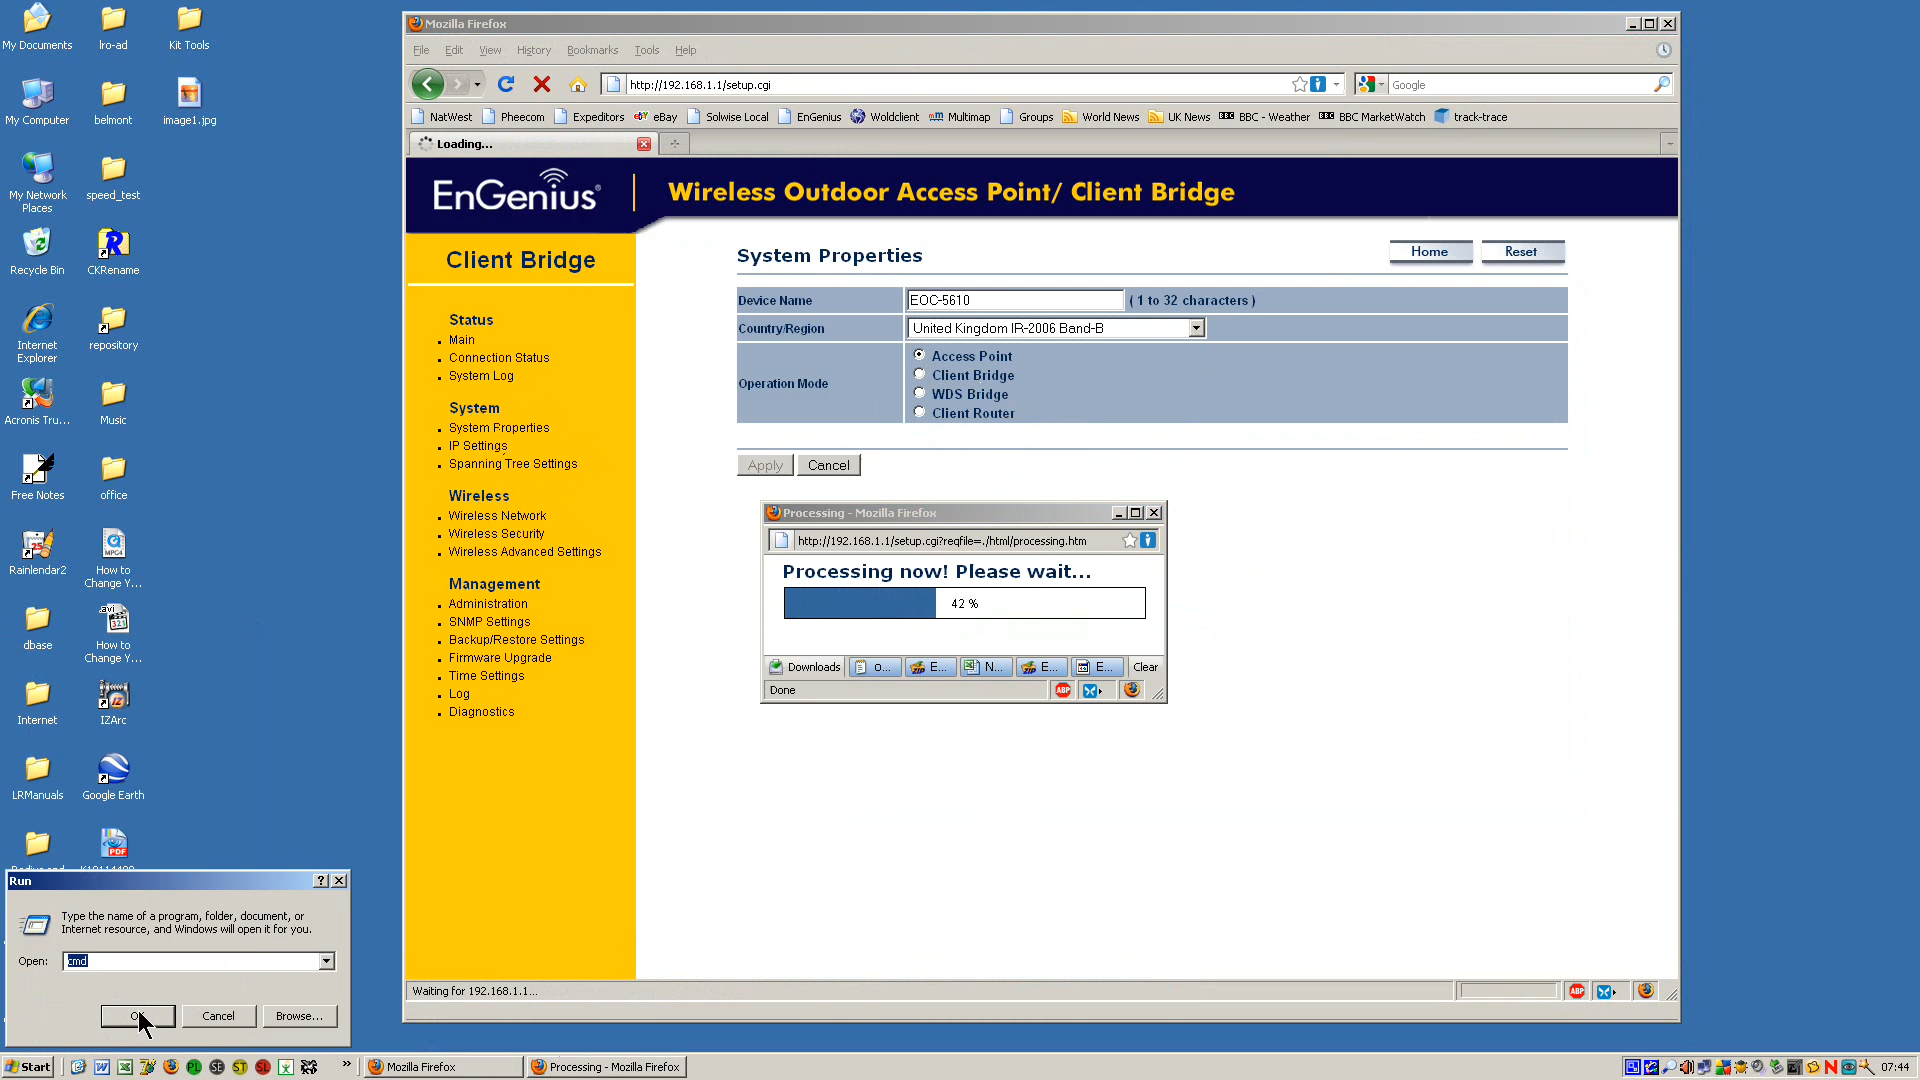 My Documents
lro-ad
Kit Tools
My Computer
belmont
image1.jpg
My Network
Places
speed_test
Recycle Bin
CKRename
Internet
Explorer
repository
Acronis Tru...
Music
Free Notes
office
Rainlendar2
MPG4
How to
Change Y...
dbase
avi
321
How to
Change Y...
Internet
IZArc
LRManuals
Google Earth
PDF
Mozilla Firefox
File Edit View History Bookmarks Tools Help
http://192.168.1.1/setup.cgi
Google
NatWest Pheecom Expeditors eBay Solwise Local EnGenius Woldclient Multimap Groups World News UK News BBC - Weather BBC MarketWatch track-trace
Loading...
EnGenius®
Wireless Outdoor Access Point/ Client Bridge
Client Bridge
Status
Main
Connection Status
System Log
System
System Properties
IP Settings
Spanning Tree Settings
Wireless
Wireless Network
Wireless Security
Wireless Advanced Settings
Management
Administration
SNMP Settings
Backup/Restore Settings
Firmware Upgrade
Time Settings
Log
Diagnostics
System Properties
Home Reset
Device Name EOC-5610 ( 1 to 32 characters )
Country/Region United Kingdom IR-2006 Band-B
Operation Mode
Access Point
Client Bridge
WDS Bridge
Client Router
Apply Cancel
Processing - Mozilla Firefox
http://192.168.1.1/setup.cgi?reqfile=./html/processing.htm
Processing now! Please wait...
42 %
Downloads o... E... N... E... E... Clear
Done ABP
Waiting for 192.168.1.1...
ABP
Run
Type the name of a program, folder, document, or
Internet resource, and Windows will open it for you.
Open: cmd
Cancel Browse...
Start PL SE ST SL » Mozilla Firefox Processing - Mozilla Firefox 07:44